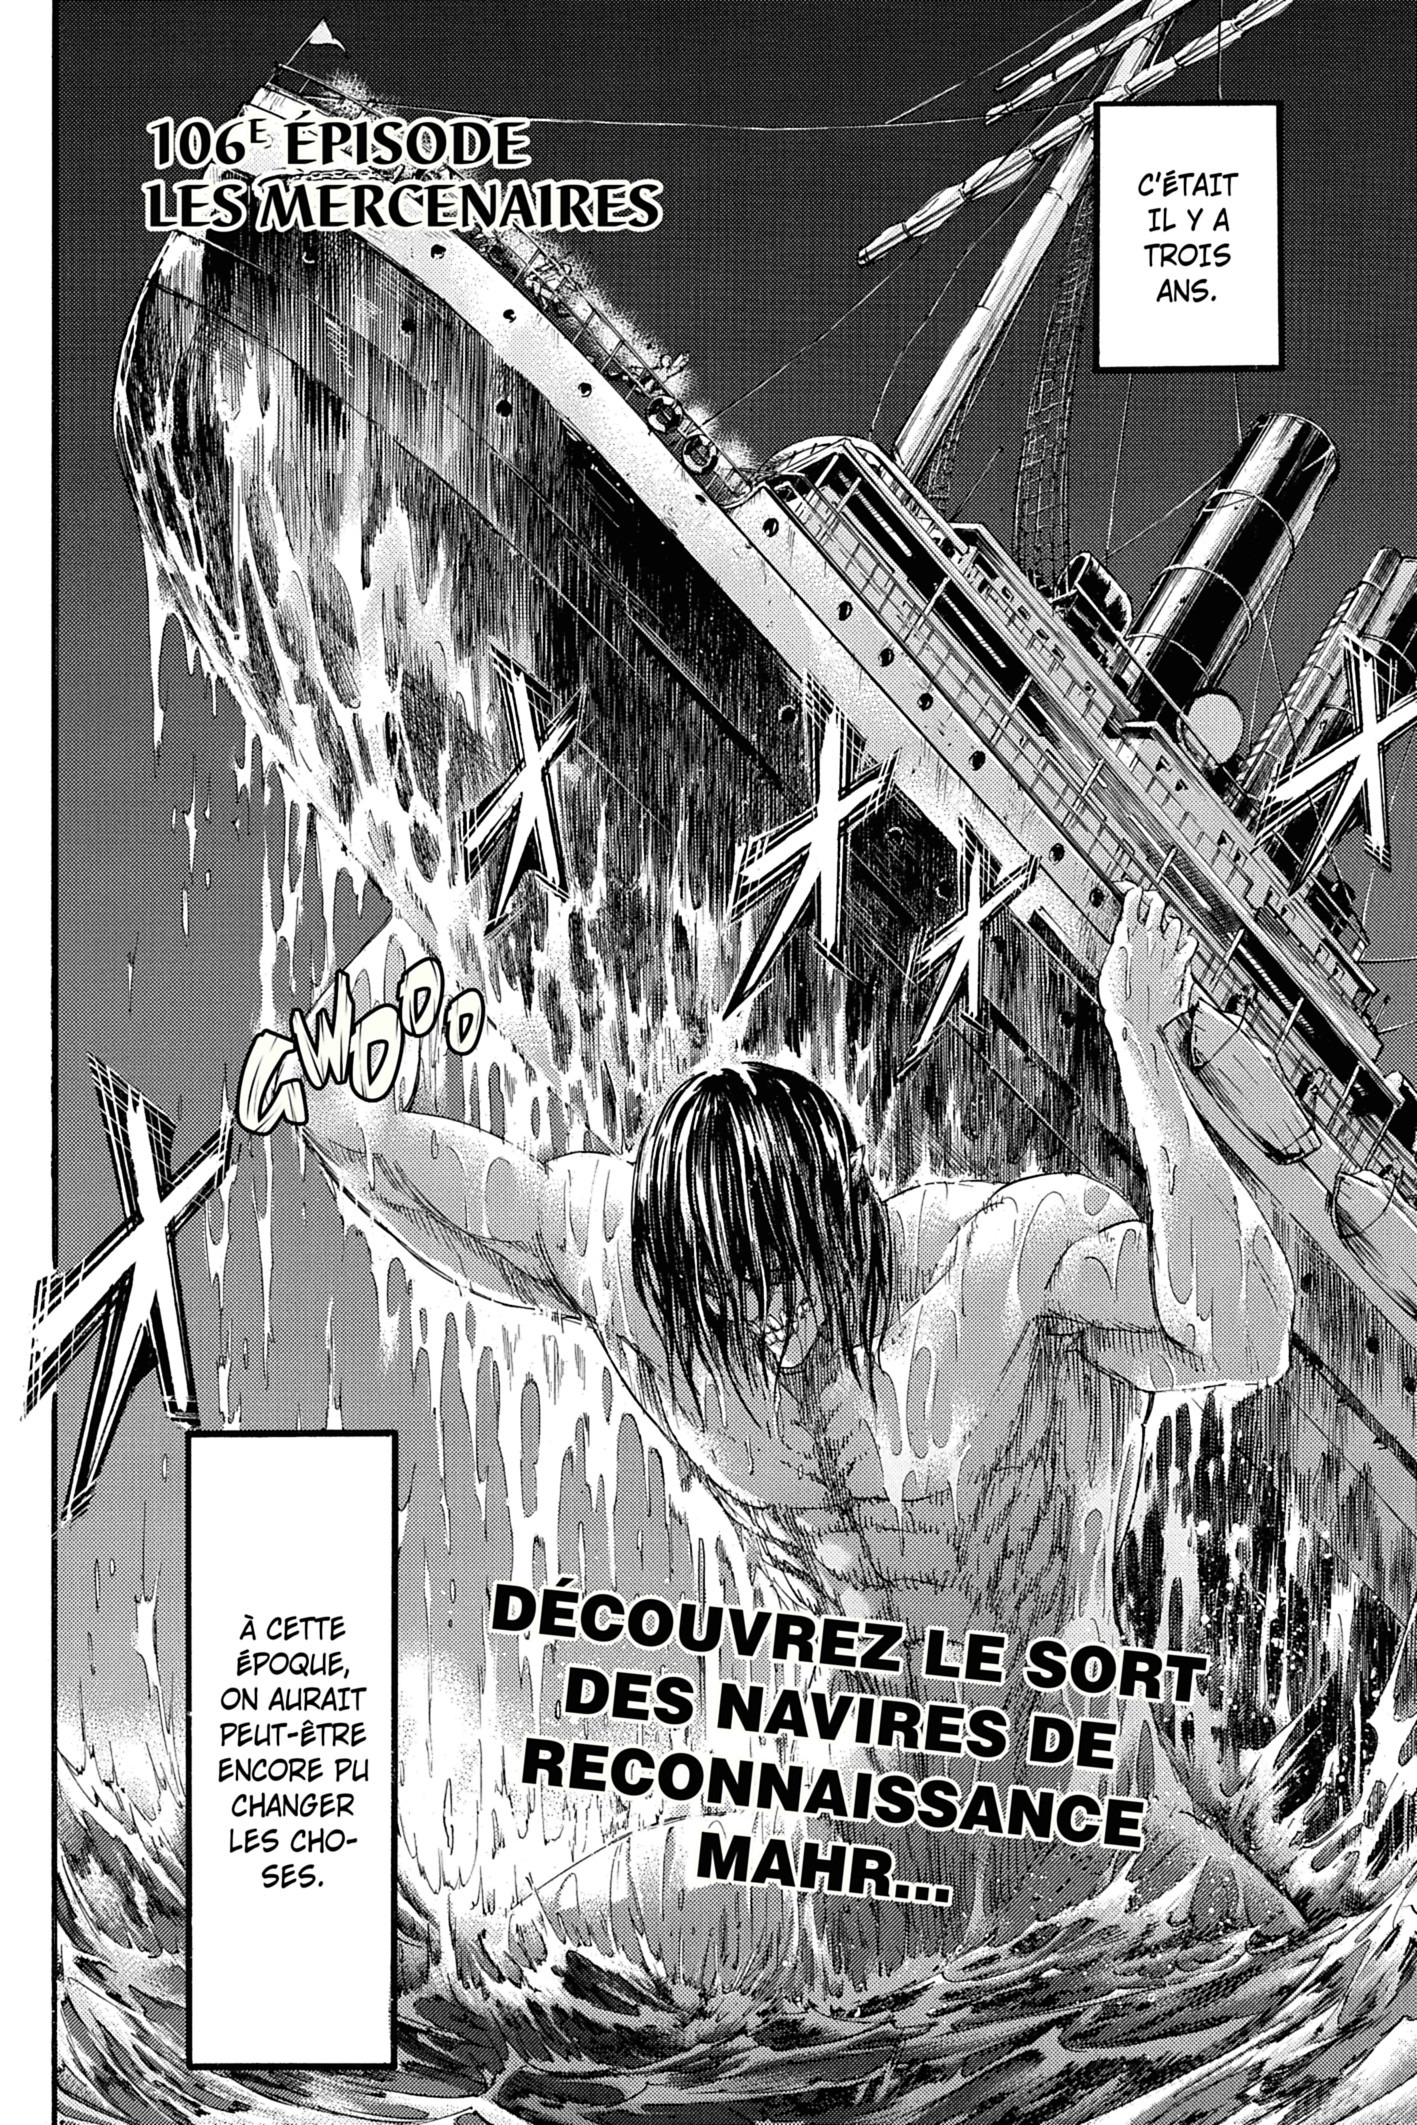 106E ÉPISODE
LES MERCENAIRES
C'ÉTAIT
IL Y A
TROIS
ANS.
GWOOOO
À CETTE
ÉPOQUE,
ON AURAIT
PEUT-ÊTRE
ENCORE PU
CHANGER
LES CHO-
SES.
DÉCOUVREZ LE SORT
DES NAVIRES DE
RECONNAISSANCE
MAHR...